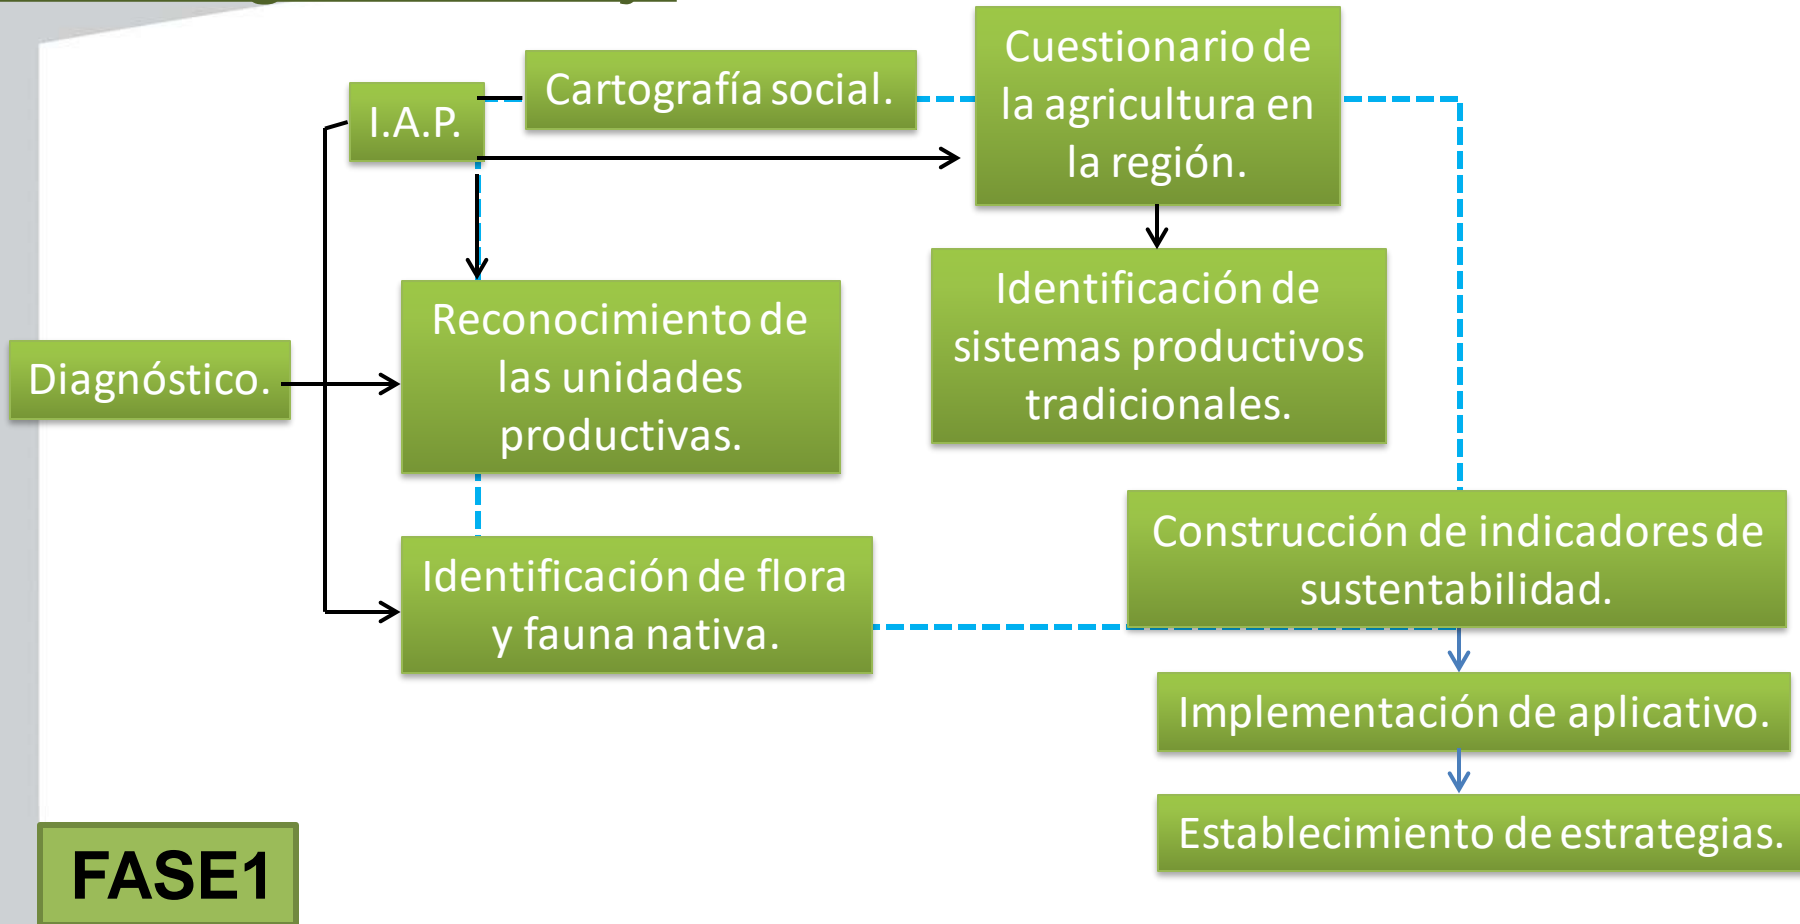 Cartografía social.
I.A.P.
Cuestionario de
la agricultura en
la región.
Reconocimiento de
las unidades
productivas.
Identificación de
sistemas productivos
tradicionales.
Diagnóstico.
Identificación de flora
y fauna nativa.
Construcción de indicadores de
sustentabilidad.
Implementación de aplicativo.
Establecimiento de estrategias.
FASE1